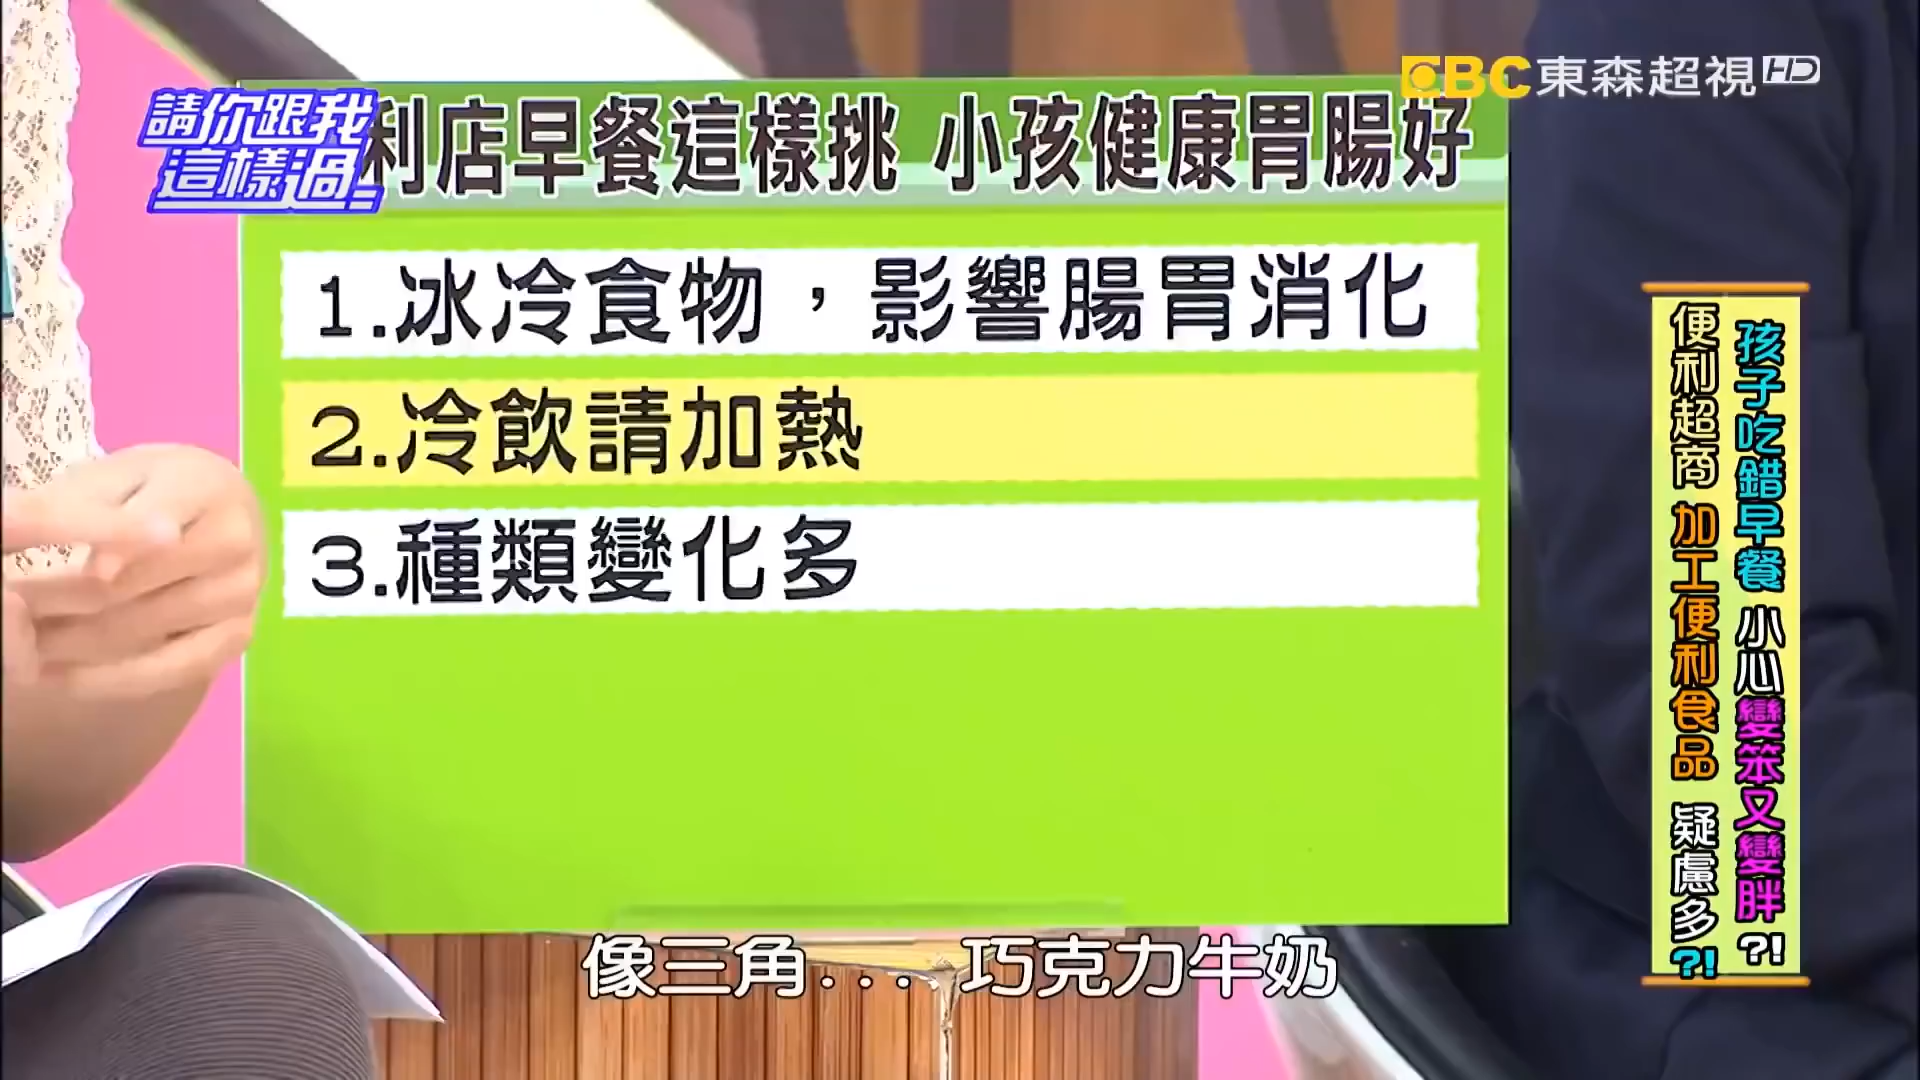 EBC東森超視HD
請你跟我
這樣過
利店早餐這樣挑 小孩健康胃腸好
1.冰冷食物，影響腸胃消化
2.冷飲請加熱
3.種類變化多
孩子吃錯早餐 小心變笨又變胖?!
便利超商 加工便利食品 疑慮多?!
像三角... 巧克力牛奶